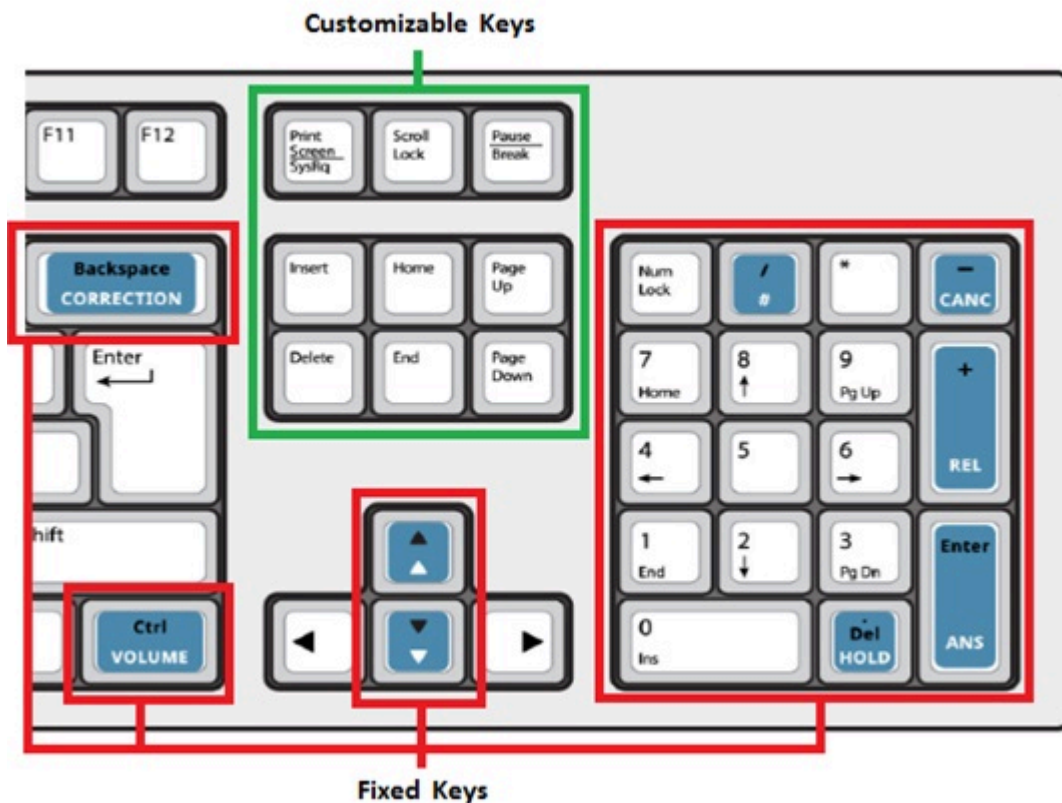 Customizable Keys
F11
F12
Print
Screen
SysRq
Scroll
Lock
Pause
Break
Backspace
CORRECTION
Insert
Home
Page
Up
Num
Lock
/
#
*
–
CANC
Enter
Delete
End
Page
Down
7
Home
8
↑
9
Pg Up
+
REL
4
←
5
6
→
hift
1
End
2
↓
3
Pg Dn
Enter
ANS
Ctrl
VOLUME
0
Ins
.
Del
HOLD
Fixed Keys